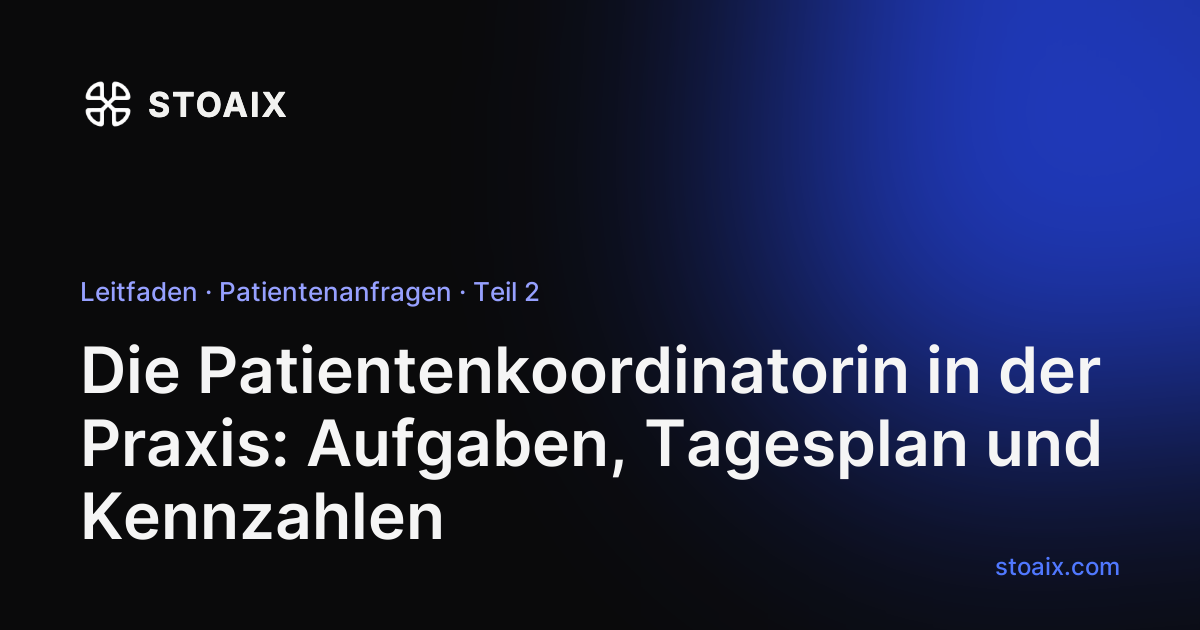 STOAIX
Leitfaden · Patientenanfragen · Teil 2
Die Patientenkoordinatorin in der
Praxis: Aufgaben, Tagesplan und
Kennzahlen
stoaix.com